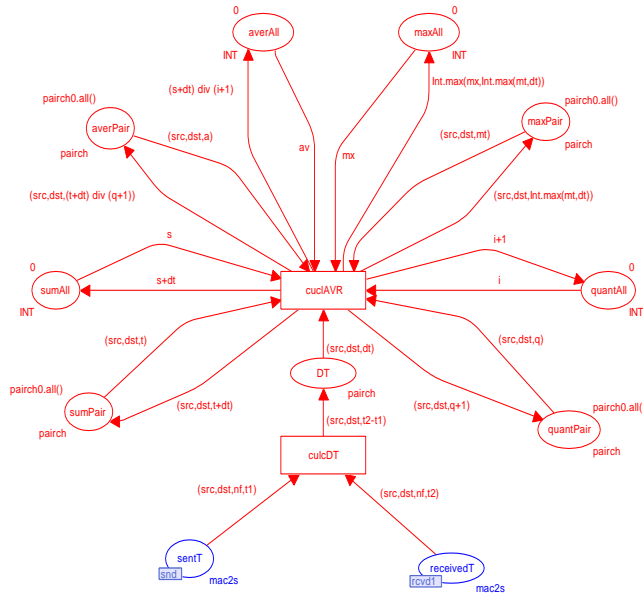 0
averAll
INT
0
maxAll
INT
(s+dt) div (i+1)
Int.max(mx,Int.max(mt,dt))
pairch0.all()
averPair
pairch
(src,dst,a)
av
mx
(src,dst,mt)
pairch0.all()
maxPair
pairch
(src,dst,(t+dt) div (q+1))
(src,dst,Int.max(mt,dt))
s
i+1
0
sumAll
INT
s+dt
cuclAVR
i
0
quantAll
INT
(src,dst,t)
(src,dst,dt)
(src,dst,q)
DT
pairch
pairch0.all()
sumPair
pairch
(src,dst,t+dt)
(src,dst,t2-t1)
(src,dst,q+1)
pairch0.all()
quantPair
pairch
culcDT
(src,dst,nf,t1)
(src,dst,nf,t2)
sentT
snd
mac2s
receivedT
rcvd1
mac2s